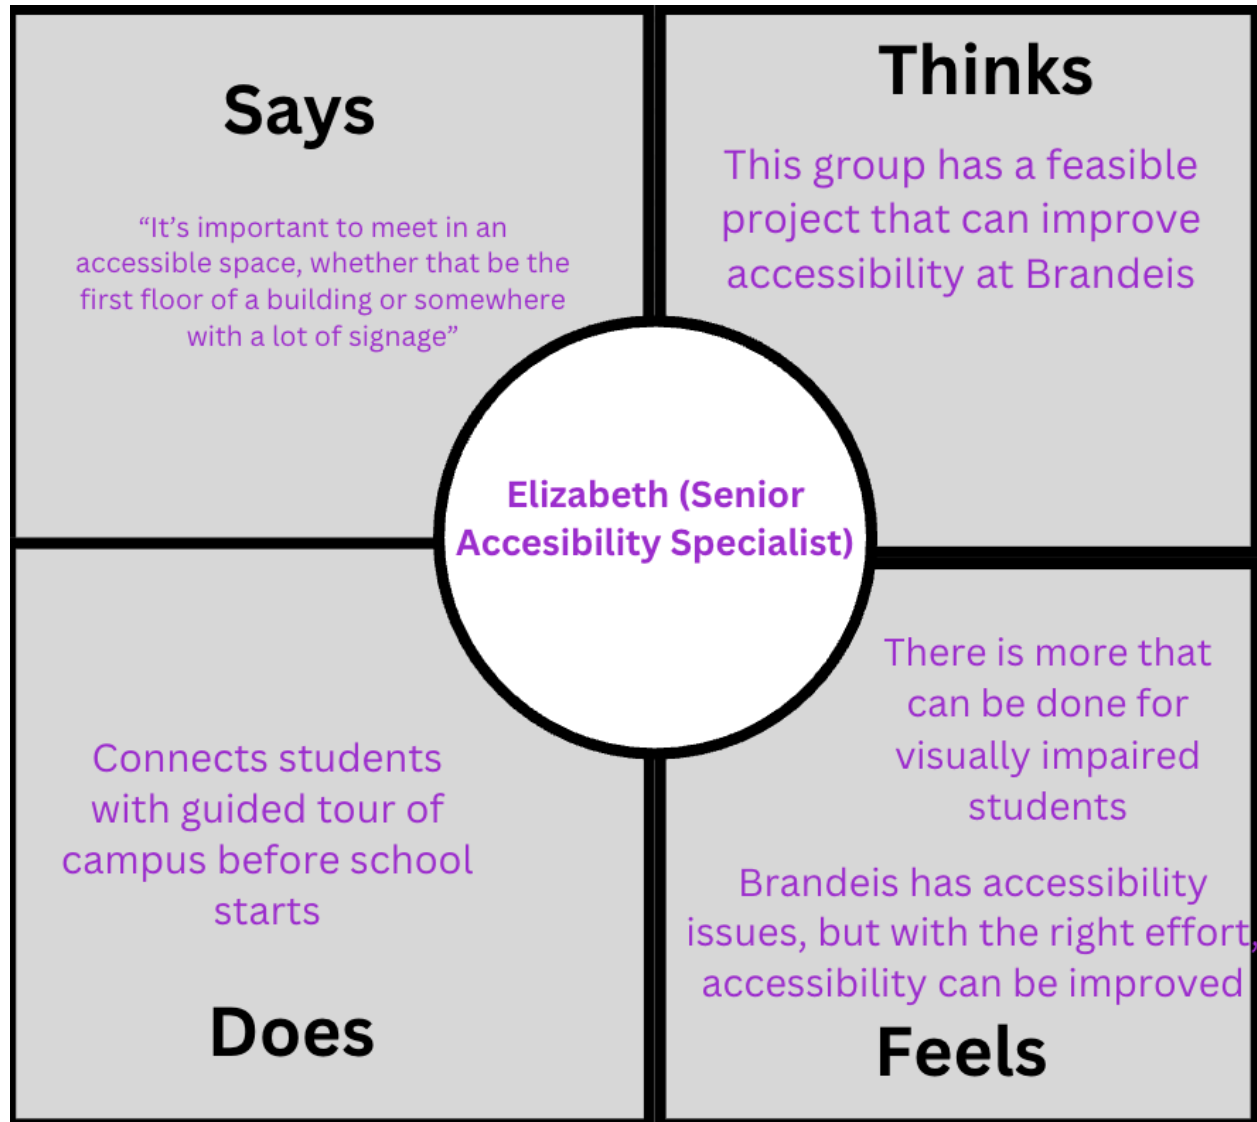 Says
“It’s important to meet in an
accessible space, whether that be the
first floor of a building or somewhere
with a lot of signage”
Thinks
This group has a feasible
project that can improve
accessibility at Brandeis
Elizabeth (Senior
Accesibility Specialist)
Connects students
with guided tour of
campus before school
starts
Does
There is more that
can be done for
visually impaired
students
Brandeis has accessibility
issues, but with the right effort,
accessibility can be improved
Feels